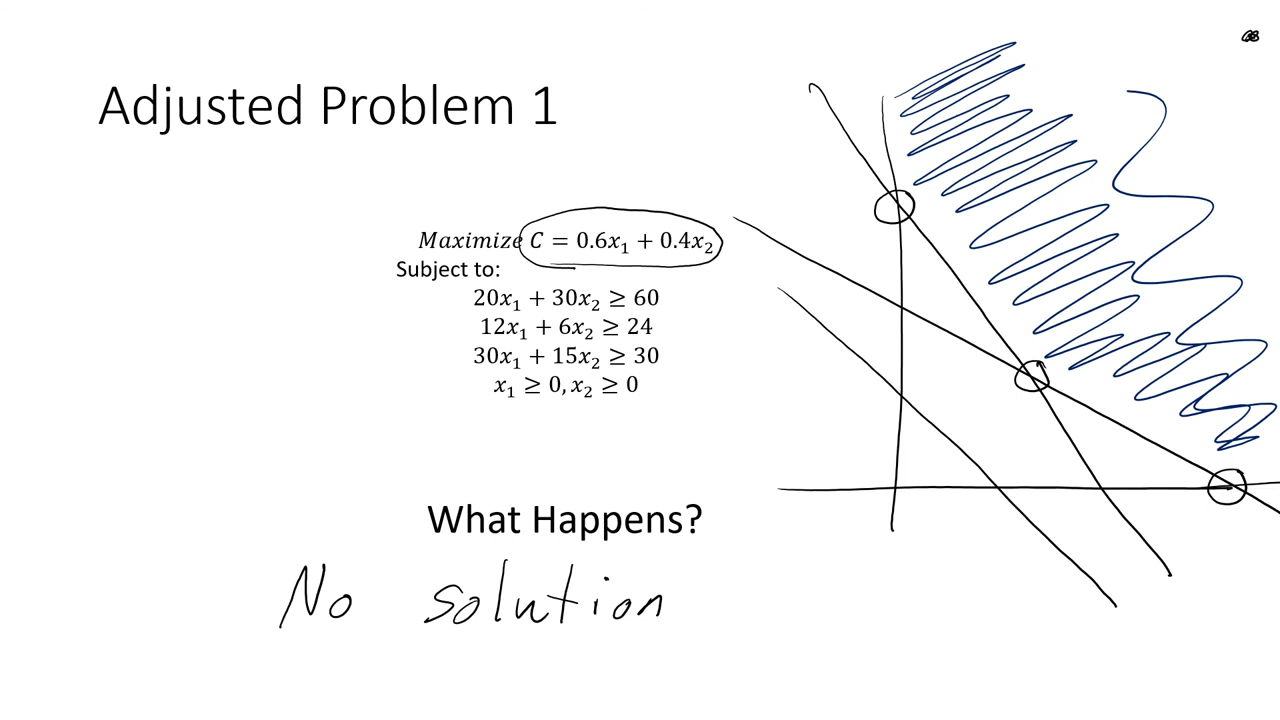 Adjusted Problem 1
Maximize C = 0.6x₁ + 0.4x₂
Subject to:
20x₁ + 30x₂ ≥ 60
12x₁ + 6x₂ ≥ 24
30x₁ + 15x₂ ≥ 30
x₁ ≥ 0, x₂ ≥ 0
What Happens?
No solution